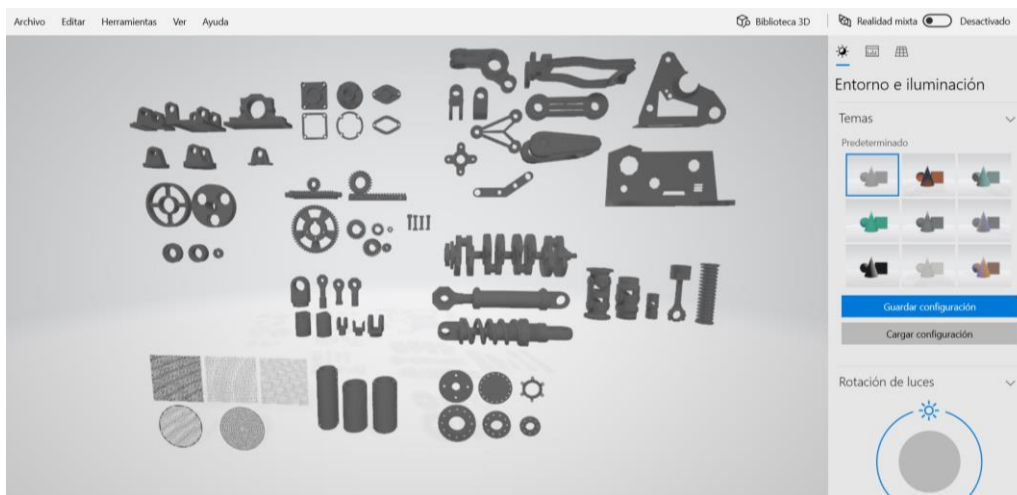 Archivo Editar Herramientas Ver Ayuda Biblioteca 3D Realidad mixta Desactivado
Entorno e iluminación
Temas
Predeterminado
Guardar configuración
Cargar configuración
Rotación de luces